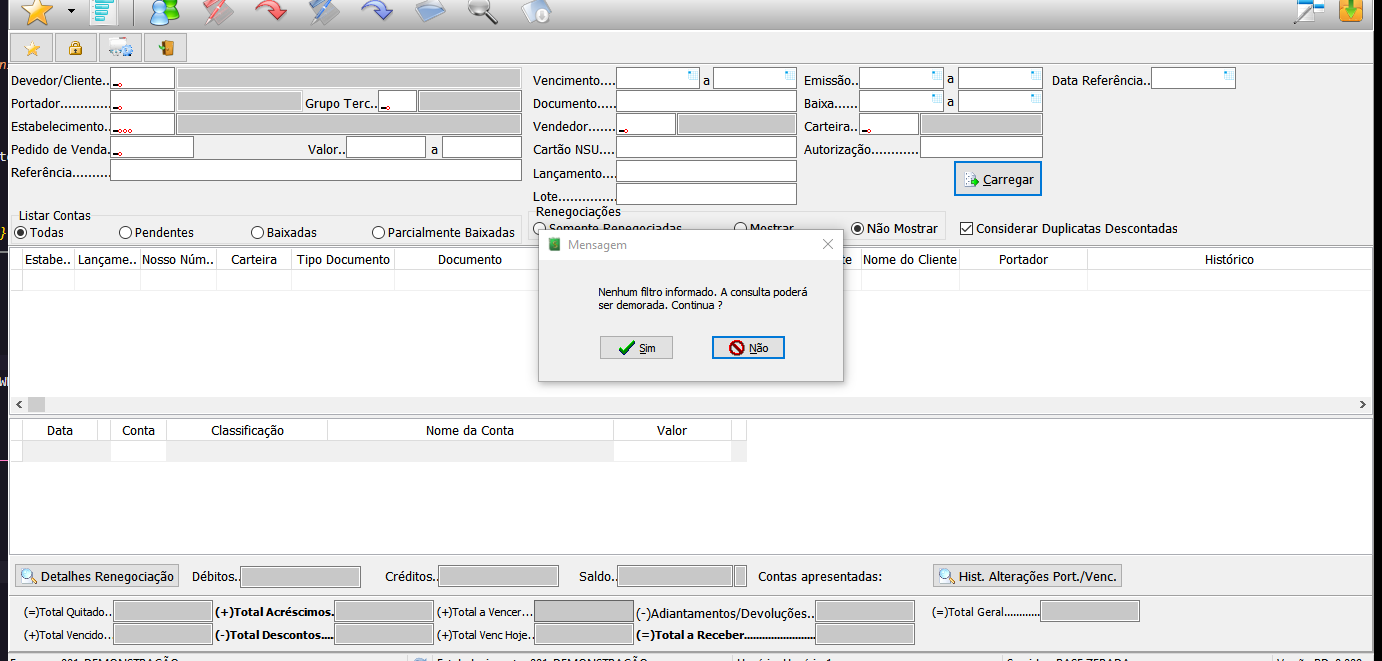 Devedor/Cliente..
Vencimento.... a
Emissão.. a
Data Referência..
Portador............
Grupo Terc..
Documento.....
Baixa...... a
Estabelecimento.
Vendedor.......
Carteira..
Pedido de Venda.
Valor.. a
Cartão NSU....
Autorização............
Referência.........
Lançamento....
Carregar
Lote...............
Listar Contas
Renegociações
Todas
Pendentes
Baixadas
Parcialmente Baixadas
Somente Renegociadas
Mostrar
Não Mostrar
Considerar Duplicatas Descontadas
Mensagem
Estabe.. Lançame.. Nosso Núm.. Carteira Tipo Documento Documento te Nome do Cliente Portador Histórico
Nenhum filtro informado. A consulta poderá
ser demorada. Continua ?
Sim
Não
Data Conta Classificação Nome da Conta Valor
Detalhes Renegociação
Débitos.. Créditos.. Saldo.. Contas apresentadas:
Hist. Alterações Port./Venc.
(=)Total Quitado.. (+)Total Acréscimos. (+)Total a Vencer... (-)Adiantamentos/Devoluções.. (=)Total Geral............
(+)Total Vencido.. (-)Total Descontos.... (+)Total Venc Hoje.. (=)Total a Receber........................